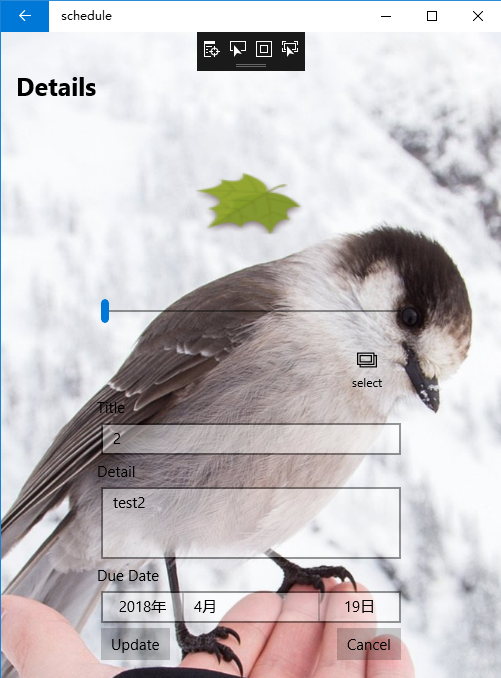 schedule
Details
select
Title
2
Detail
test2
Due Date
2018年 4月 19日
Update Cancel